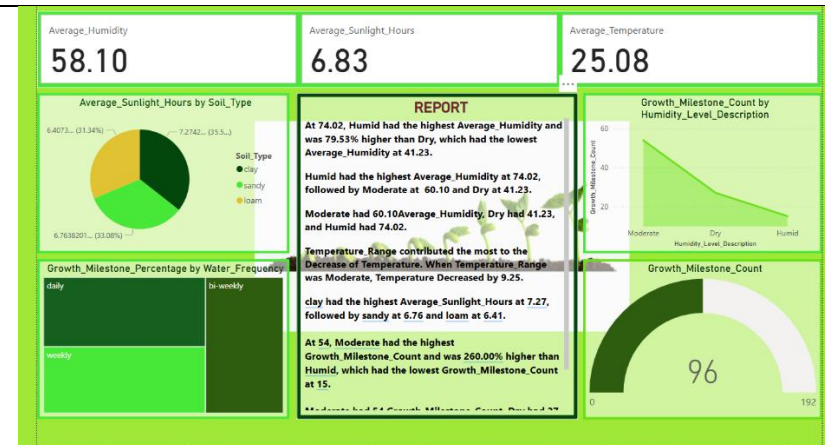 Average_Humidity
58.10
Average_Sunlight_Hours
6.83
Average_Temperature
25.08
Average_Sunlight_Hours by Soil_Type
6.4073... (31.34%)
7.2742... (35.5...)
6.7638201... (33.08%)
Soil_Type
clay
sandy
loam
REPORT
At 74.02, Humid had the highest Average_Humidity and
was 79.53% higher than Dry, which had the lowest
Average_Humidity at 41.23.
Humid had the highest Average_Humidity at 74.02,
followed by Moderate at 60.10 and Dry at 41.23.
Moderate had 60.10Average_Humidity, Dry had 41.23,
and Humid had 74.02.
Temperature_Range contributed the most to the
Decrease of Temperature. When Temperature_Range
was Moderate, Temperature Decreased by 9.25.
clay had the highest Average_Sunlight_Hours at 7.27,
followed by sandy at 6.76 and loam at 6.41.
At 54, Moderate had the highest
Growth_Milestone_Count and was 260.00% higher than
Humid, which had the lowest Growth_Milestone_Count
at 15.
Moderate had 54 Growth_Milestone_Count, Dry had 27,
Growth_Milestone_Count by
Humidity_Level_Description
Growth_Milestone_Count
60
40
20
Moderate
Dry
Humid
Humidity_Level_Description
Growth_Milestone_Percentage by Water_Frequency
daily
bi-weekly
weekly
Growth_Milestone_Count
96
0
192